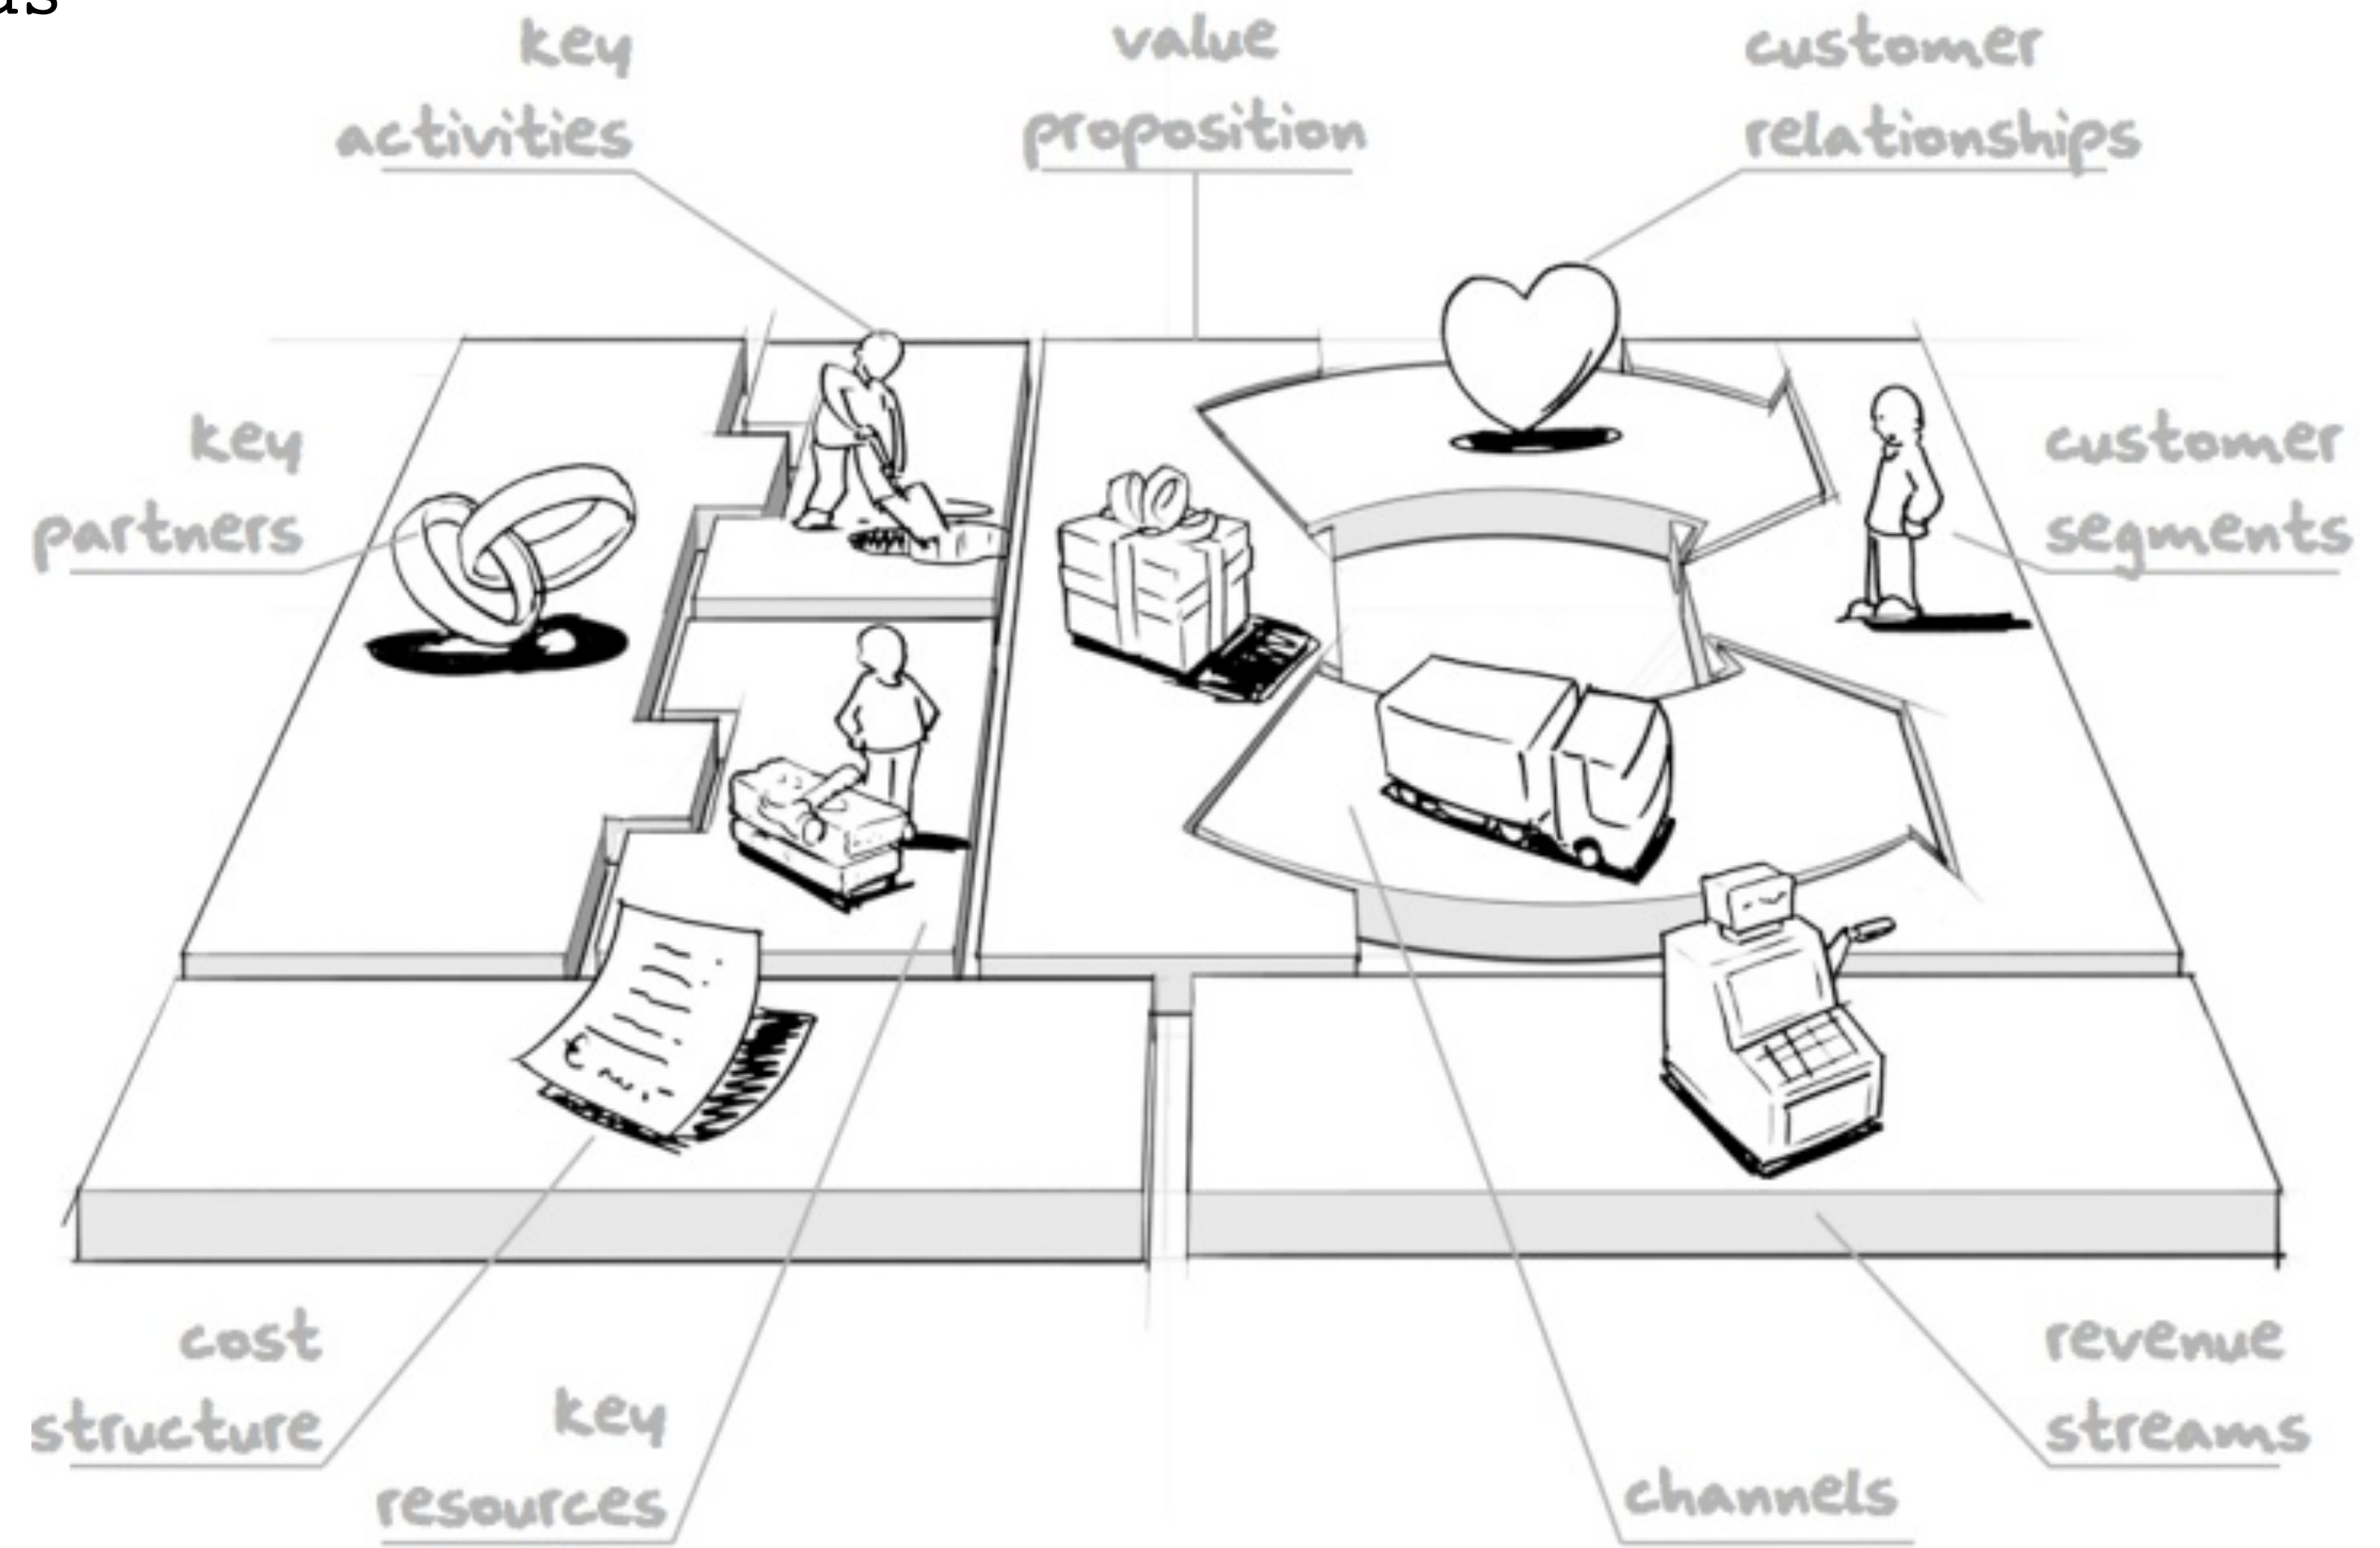 key
activities
value
proposition
customer
relationships
key
partners
customer
segments
cost
structure
key
resources
channels
revenue
streams